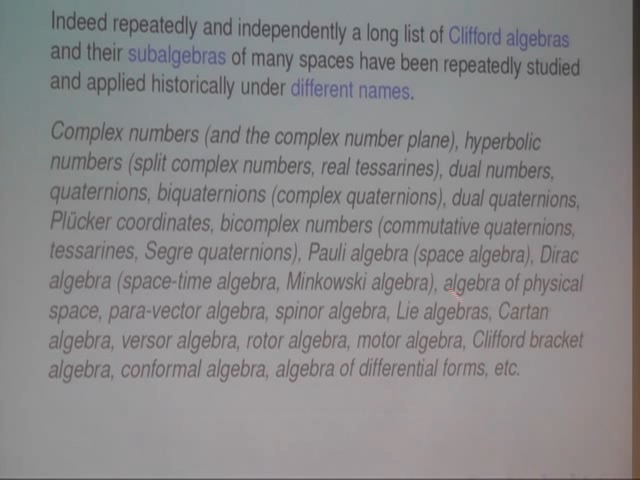 Indeed repeatedly and independently a long list of Clifford algebras
and their subalgebras of many spaces have been repeatedly studied
and applied historically under different names.
Complex numbers (and the complex number plane), hyperbolic
numbers (split complex numbers, real tessarines), dual numbers,
quaternions, biquaternions (complex quaternions), dual quaternions,
Plücker coordinates, bicomplex numbers (commutative quaternions,
tessarines, Segre quaternions), Pauli algebra (space algebra), Dirac
algebra (space-time algebra, Minkowski algebra), algebra of physical
space, para-vector algebra, spinor algebra, Lie algebras, Cartan
algebra, versor algebra, rotor algebra, motor algebra, Clifford bracket
algebra, conformal algebra, algebra of differential forms, etc.